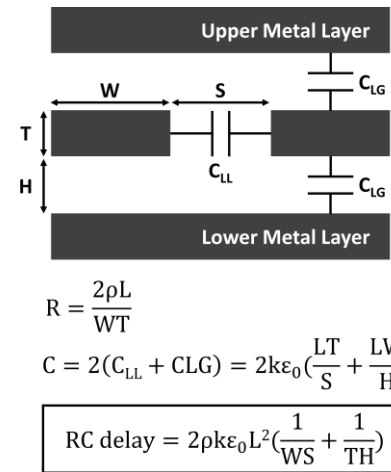 Upper Metal Layer
W
S
C_LG
T
C_LL
H
C_LG
Lower Metal Layer
R = 2ρL/WT
C = 2(C_LL + CLG) = 2kε₀(LT/S + L
RC delay = 2ρkε₀L²(1/WS + 1/TH)